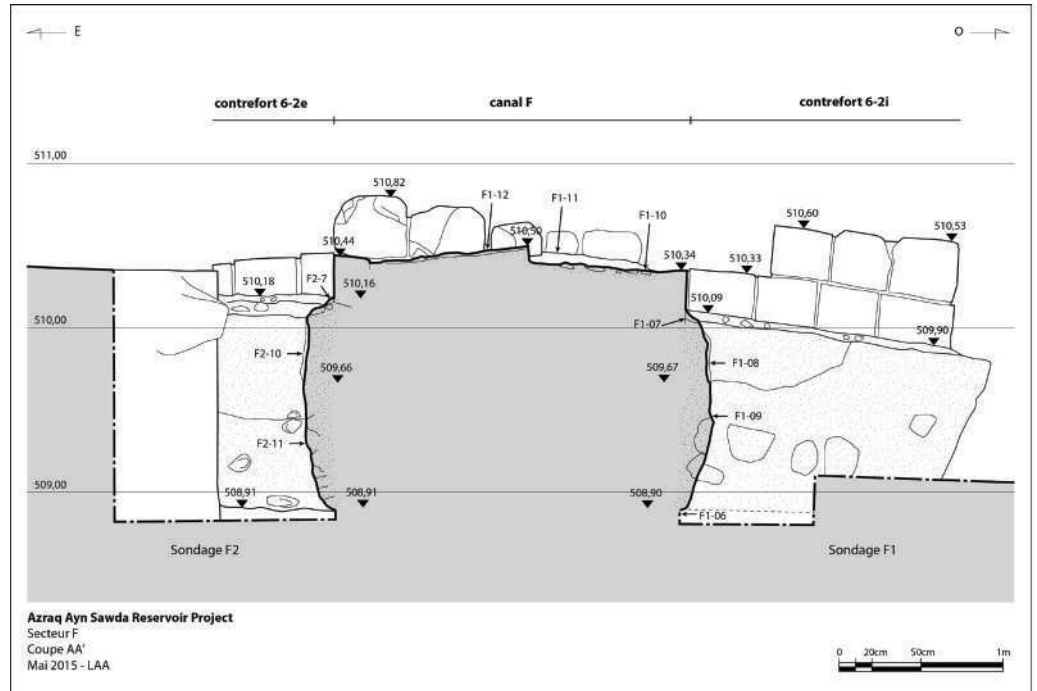 E
O
contrefort 6-2e
canal F
contrefort 6-2i
511,00
510,82
F1-12
F1-11
F1-10
510,60
510,53
510,44
510,50
510,34
510,33
510,18
F2-7
510,16
510,09
510,00
F1-07
509,90
F2-10
509,66
509,67
F1-08
F1-09
F2-11
509,00
508,91
508,91
508,90
F1-06
Sondage F2
Sondage F1
Azraq Ayn Sawda Reservoir Project
Secteur F
Coupe AA'
Mai 2015 - LAA
0 20cm 50cm 1m